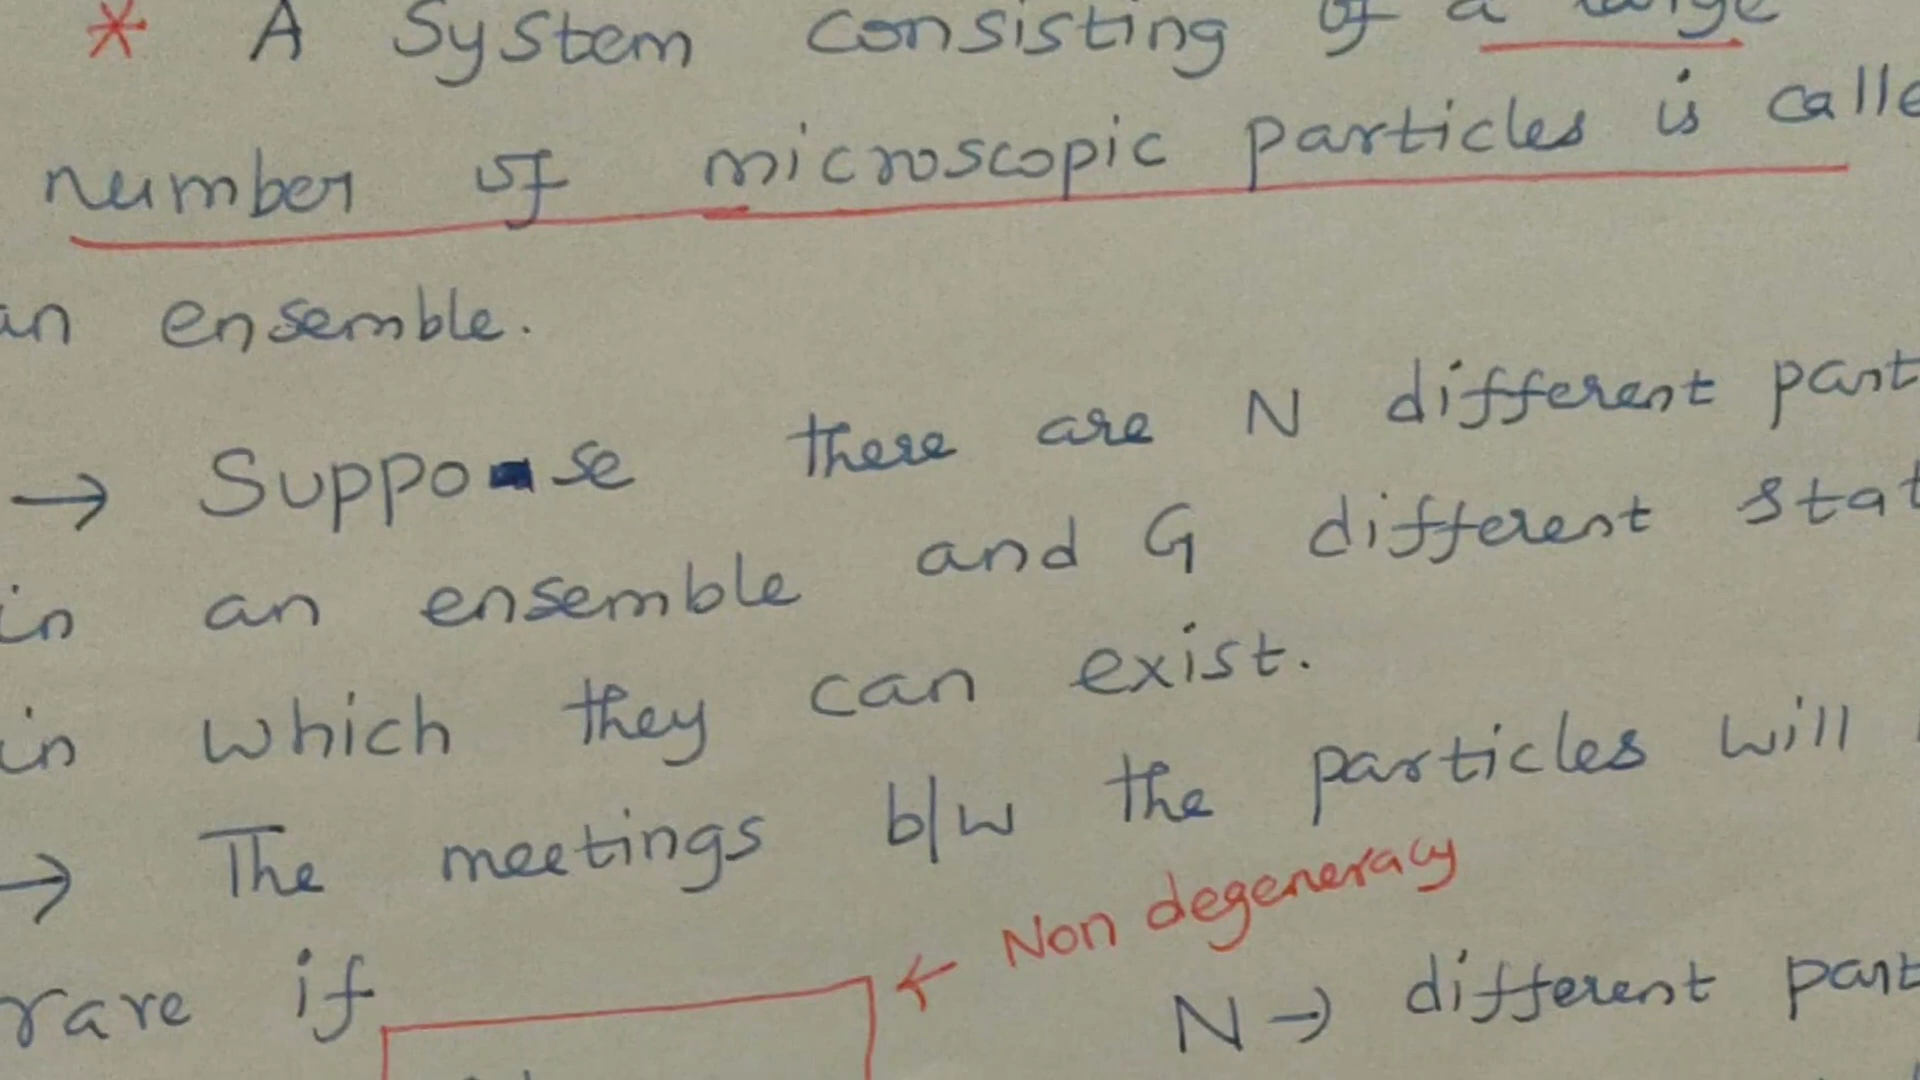 * A System consisting of a large
number of microscopic particles is calle
an ensemble.
→ Suppose there are N different part
in an ensemble and G different stat
in which they can exist.
→ The meetings b/w the particles will
rare if
← Non degeneracy
N → different part